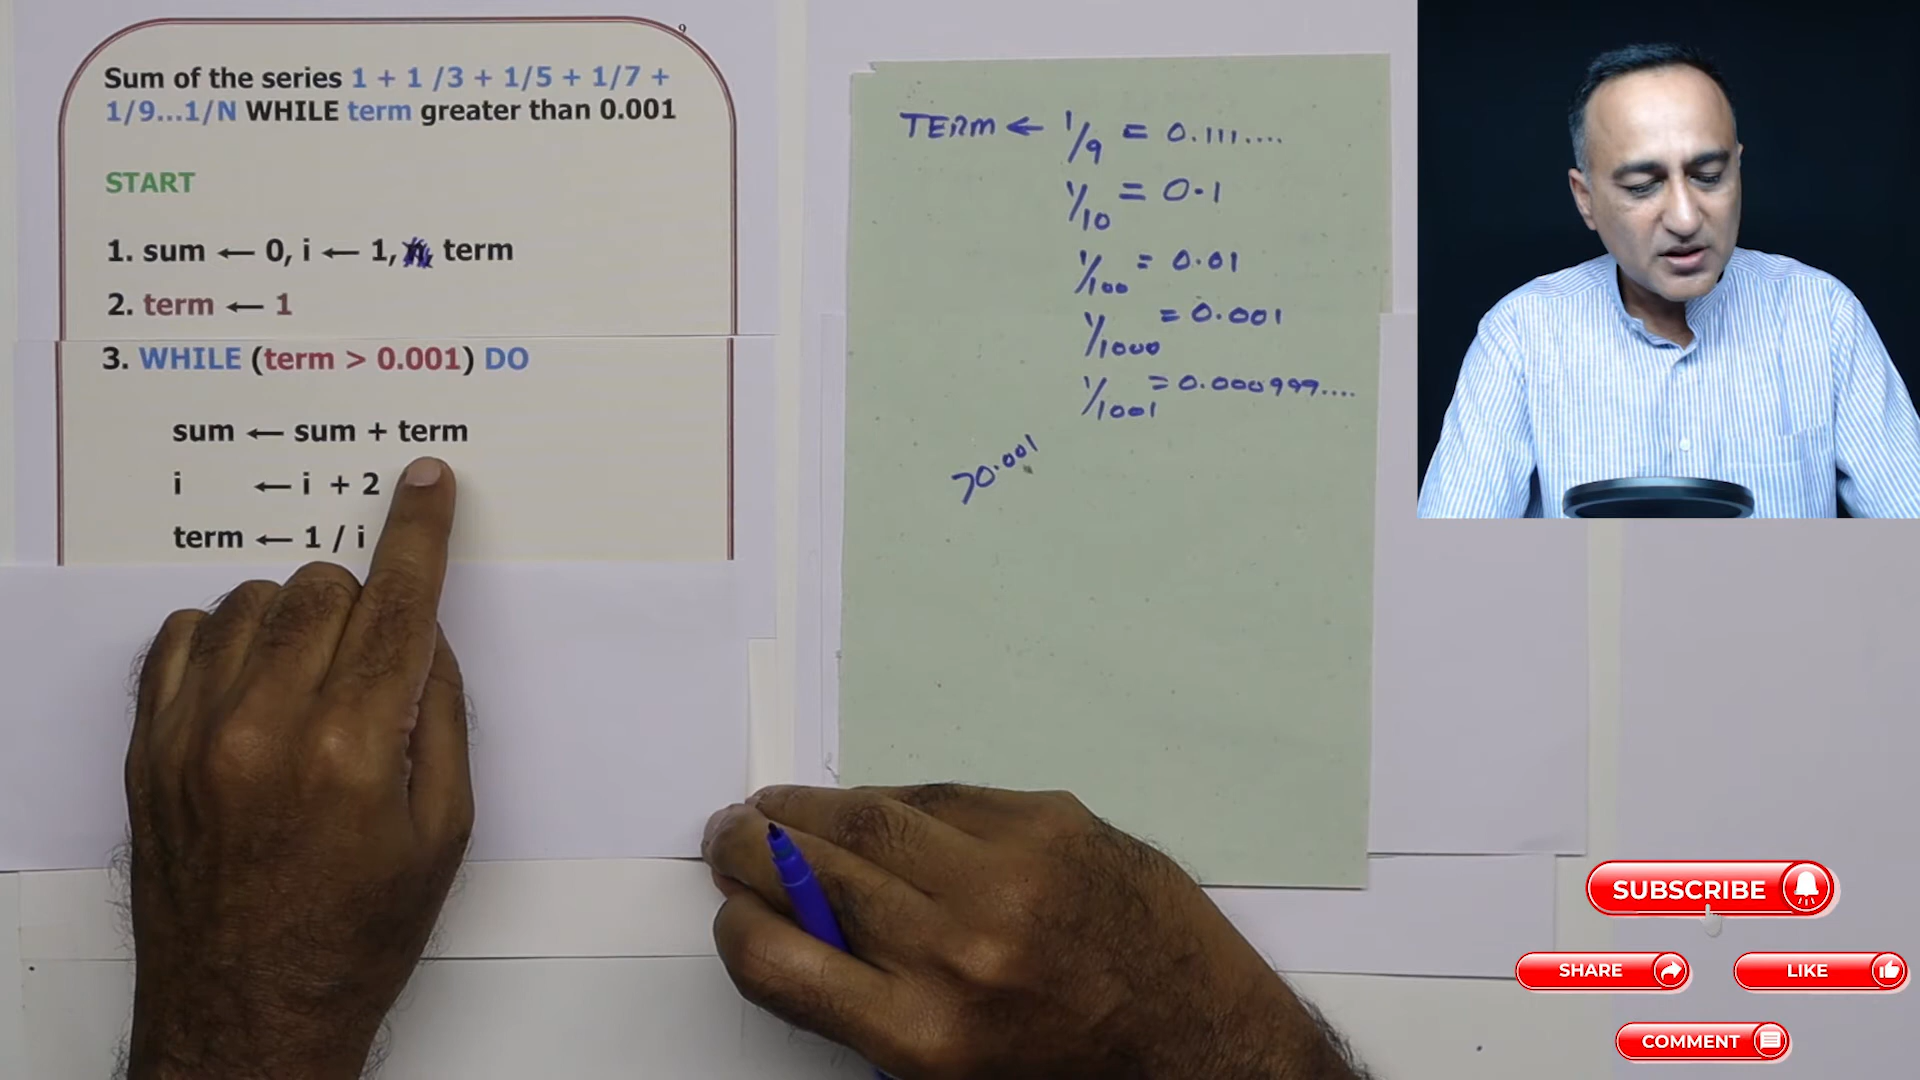 9
Sum of the series 1 + 1 /3 + 1/5 + 1/7 +
1/9...1/N WHILE term greater than 0.001
START
1. sum ← 0, i ← 1, term
2. term ← 1
3. WHILE (term > 0.001) DO
sum ← sum + term
i ← i + 2
term ← 1 / i
TERM ← 1/9 = 0.111....
1/10 = 0.1
1/100 = 0.01
1/1000 = 0.001
1/1001 = 0.000999....
>0.001
SUBSCRIBE
SHARE
LIKE
COMMENT